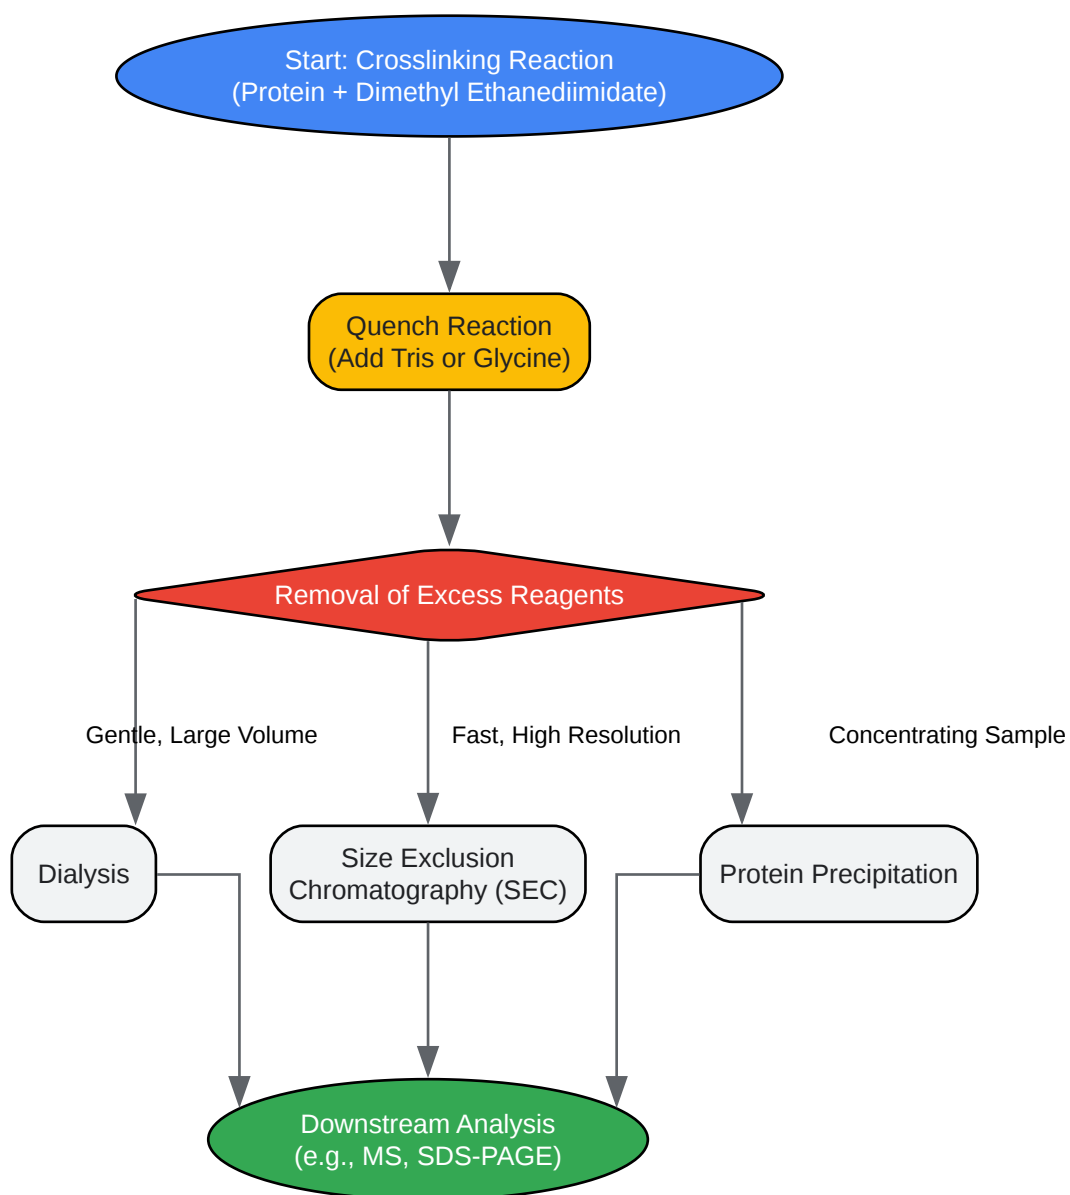 Start: Crosslinking Reaction
(Protein + Dimethyl Ethanediimidate)
Quench Reaction
(Add Tris or Glycine)
Removal of Excess Reagents
Gentle, Large Volume
Fast, High Resolution
Concentrating Sample
Dialysis
Size Exclusion
Chromatography (SEC)
Protein Precipitation
Downstream Analysis
(e.g., MS, SDS-PAGE)